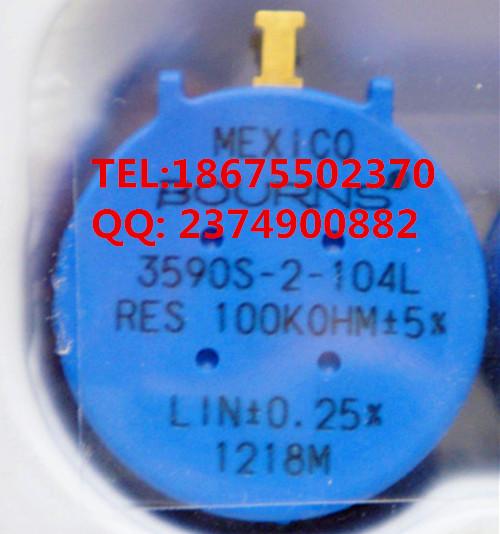 MEXICO
TEL:18675502370
BOURNS
QQ: 2374900882
3590S-2-104L
RES 100KOHM±5%
LIN±0.25%
1218M